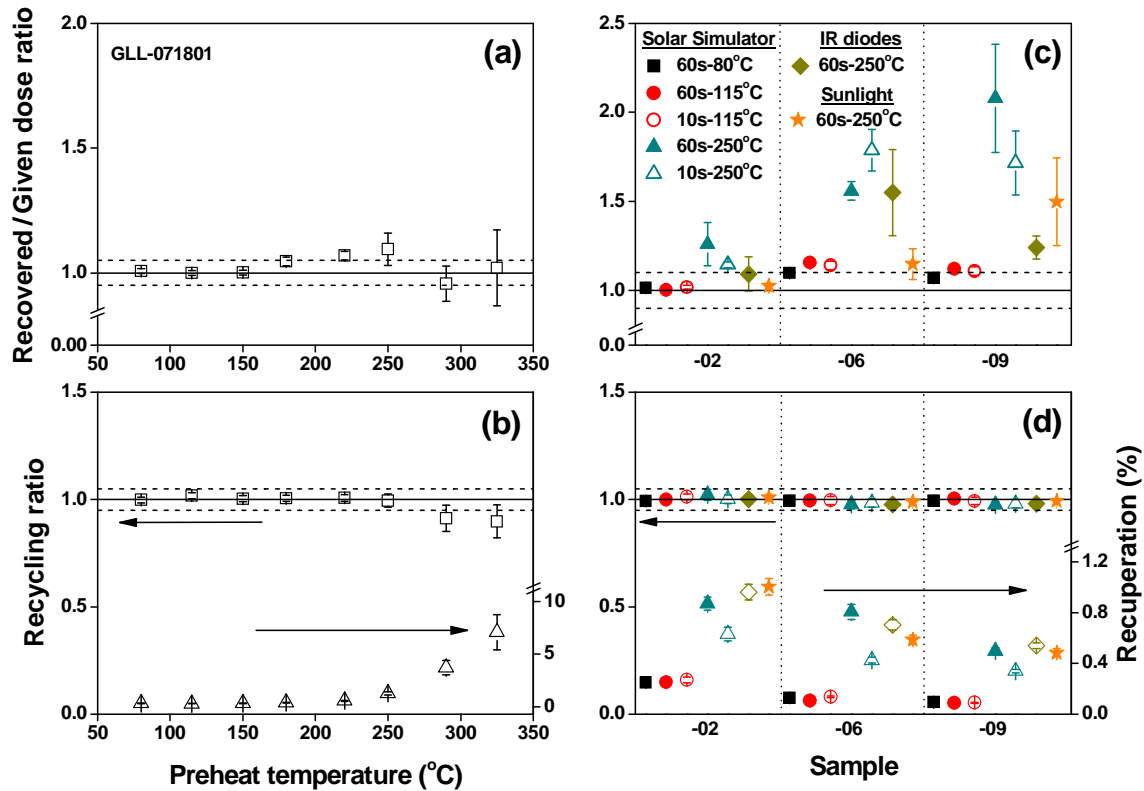 (a)
GLL-071801
Recovered / Given dose ratio
2.0
1.5
1.0
0.00
50 100 150 200 250 300 350
(c)
Solar Simulator
60s-80°C
60s-115°C
10s-115°C
60s-250°C
10s-250°C
IR diodes
60s-250°C
Sunlight
60s-250°C
2.5
2.0
1.5
1.0
0.0
-02 -06 -09
(b)
Recycling ratio
1.5
1.0
0.5
0.0
10
5
0
50 100 150 200 250 300 350
Preheat temperature (°C)
(d)
1.5
1.0
0.5
0.0
1.2
0.8
0.4
0.0
Recuperation (%)
-02 -06 -09
Sample